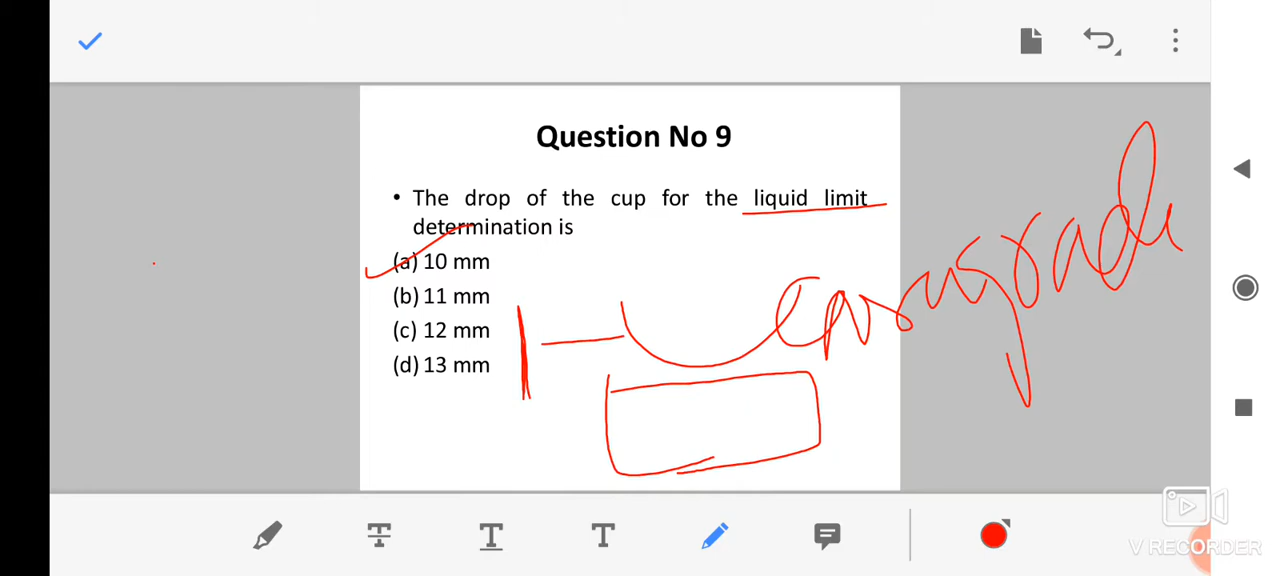 Question No 9
• The drop of the cup for the liquid limit
determination is
(a) 10 mm
(b) 11 mm
(c) 12 mm
(d) 13 mm
V RECORDER